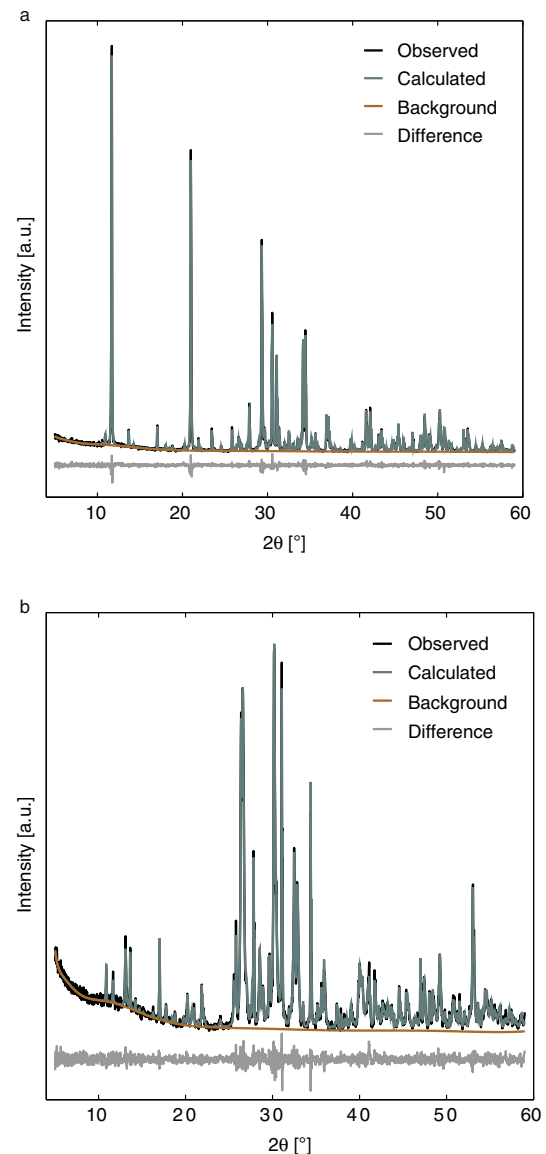 a
Observed
Calculated
Background
Difference
Intensity [a.u.]
10 20 30 40 50 60
2θ [°]
b
Observed
Calculated
Background
Difference
Intensity [a.u.]
10 20 30 40 50 60
2θ [°]